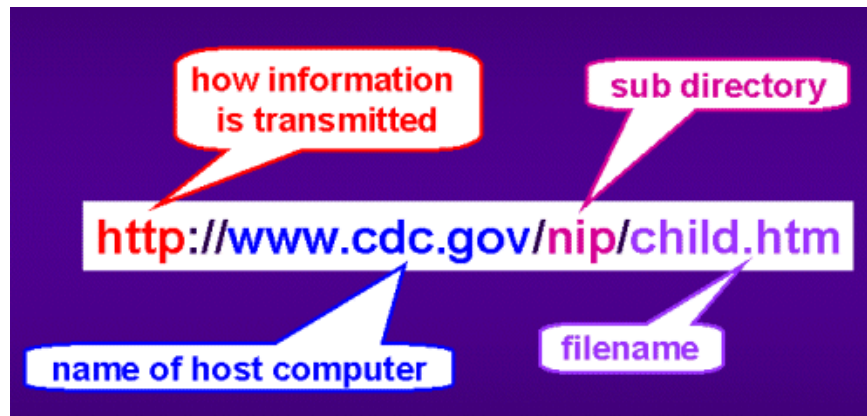 how information
is transmitted
sub directory
http://www.cdc.gov/nip/child.htm
name of host computer
filename